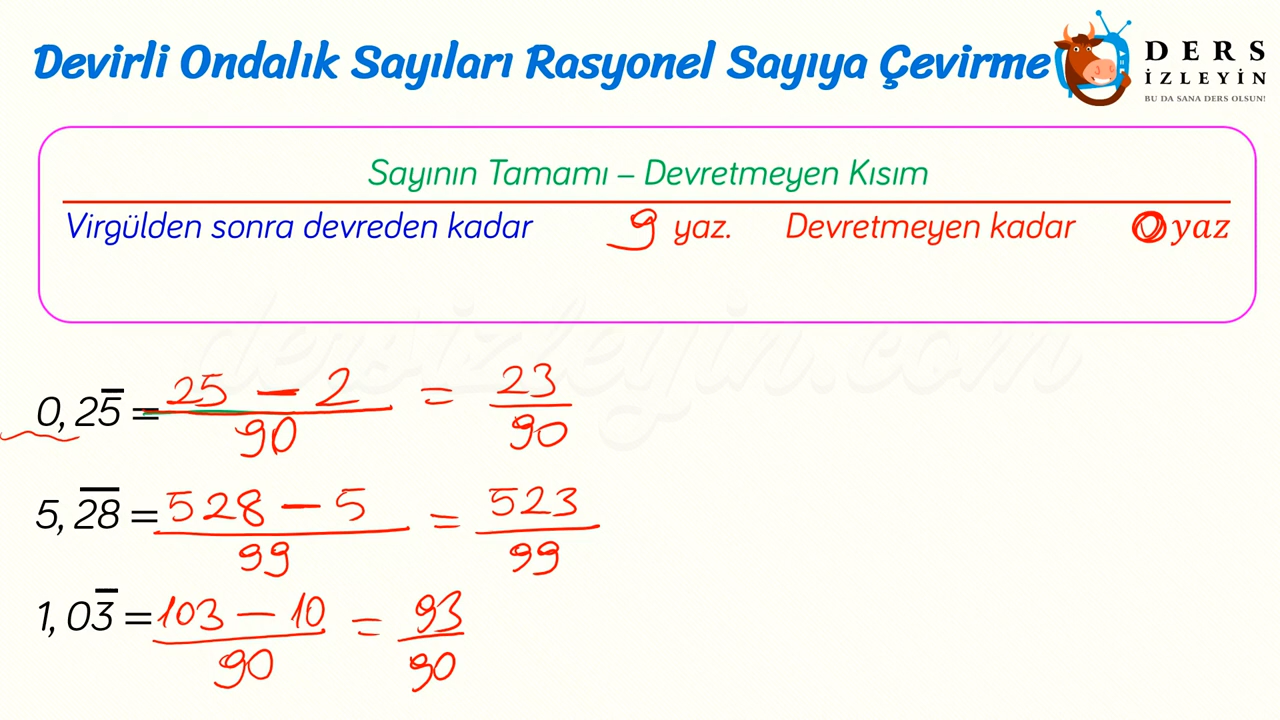 Devirli Ondalık Sayıları Rasyonel Sayıya Çevirme
DERS
İZLEYİN
BU DA SANA DERS OLSUN!
Sayının Tamamı – Devretmeyen Kısım
Virgülden sonra devreden kadar 9 yaz. Devretmeyen kadar 0 yaz
dersizleyin.com
0,25̅ = 25 – 2 / 90 = 23 / 90
5,2̅8̅ = 528 – 5 / 99 = 523 / 99
1,03̅ = 103 – 10 / 90 = 93 / 90